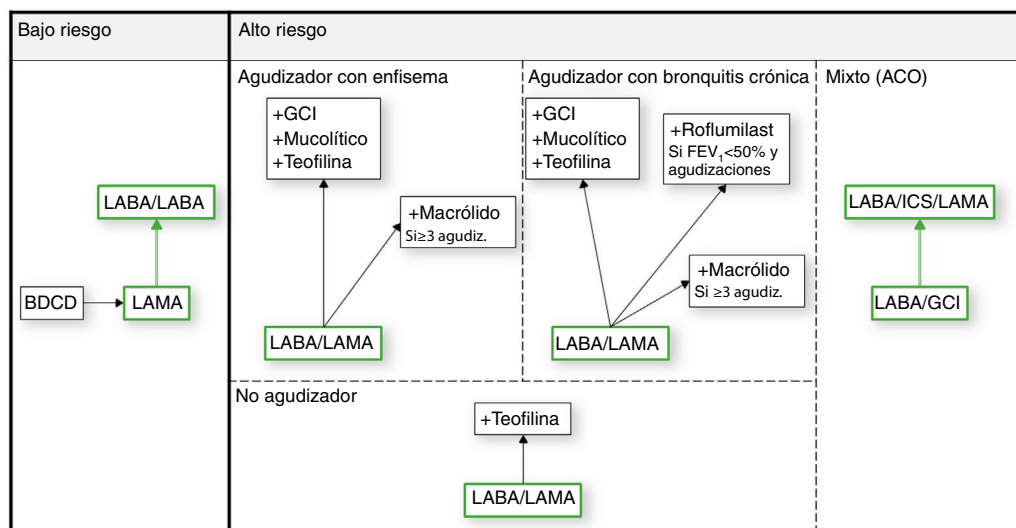 Bajo riesgo
LABA/LABA
BDCD
LAMA
Alto riesgo
Agudizador con enfisema
+GCI
+Mucolítico
+Teofilina
+Macrólido
Si≥3 agudiz.
LABA/LAMA
Agudizador con bronquitis crónica
+GCI
+Mucolítico
+Teofilina
+Roflumilast
Si FEV₁<50% y
agudizaciones
+Macrólido
Si ≥3 agudiz.
LABA/LAMA
Mixto (ACO)
LABA/ICS/LAMA
LABA/GCI
No agudizador
+Teofilina
LABA/LAMA